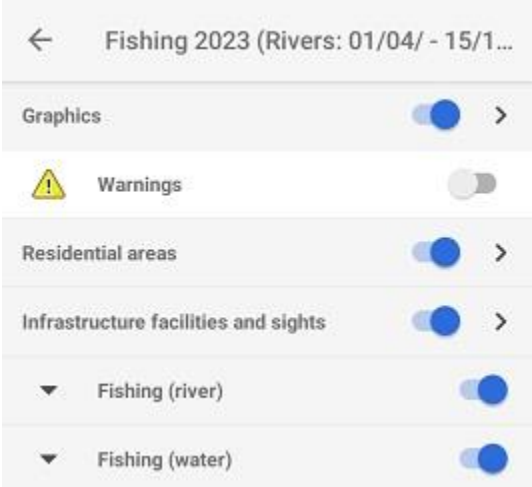 Fishing 2023 (Rivers: 01/04/ - 15/1...
Graphics
Warnings
Residential areas
Infrastructure facilities and sights
Fishing (river)
Fishing (water)